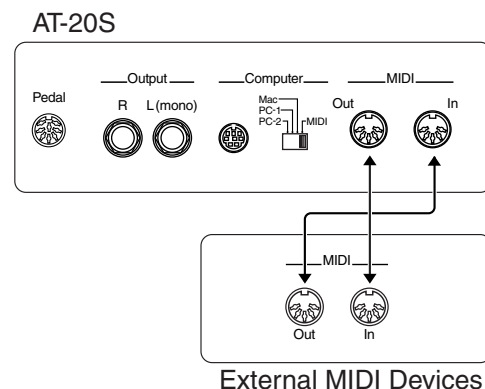 AT-20S
Output Computer MIDI
Pedal R L (mono) Mac Out In
PC-1
PC-2 MIDI
MIDI
Out In
External MIDI Devices